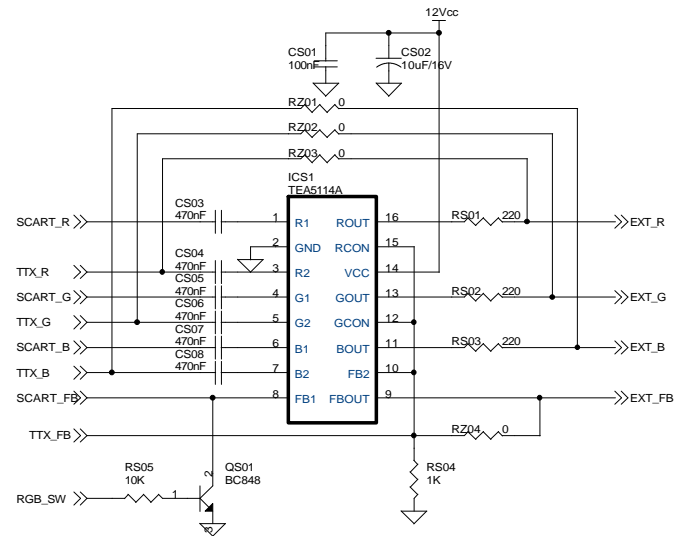 12Vcc
CS01
100nF
CS02
10uF/16V
RZ01 0
RZ02 0
RZ03 0
ICS1
TEA5114A
CS03
470nF
SCART_R 1 R1 ROUT 16 RS01 220 EXT_R
2 GND RCON 15
CS04
470nF
TTX_R 3 R2 VCC 14
CS05
470nF
SCART_G 4 G1 GOUT 13 RS02 220 EXT_G
CS06
470nF
TTX_G 5 G2 GCON 12
CS07
470nF
SCART_B 6 B1 BOUT 11 RS03 220 EXT_B
CS08
470nF
TTX_B 7 B2 FB2 10
SCART_FB 8 FB1 FBOUT 9 EXT_FB
TTX_FB RZ04 0
RS05
10K
QS01
BC848
RS04
1K
RGB_SW 1 2 3